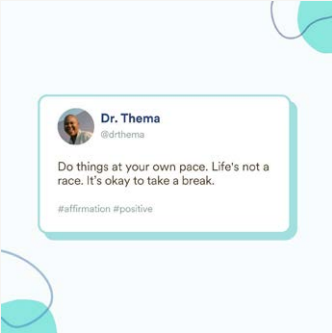 Dr. Thema
@drthema
Do things at your own pace. Life's not a
race. It's okay to take a break.
#affirmation #positive